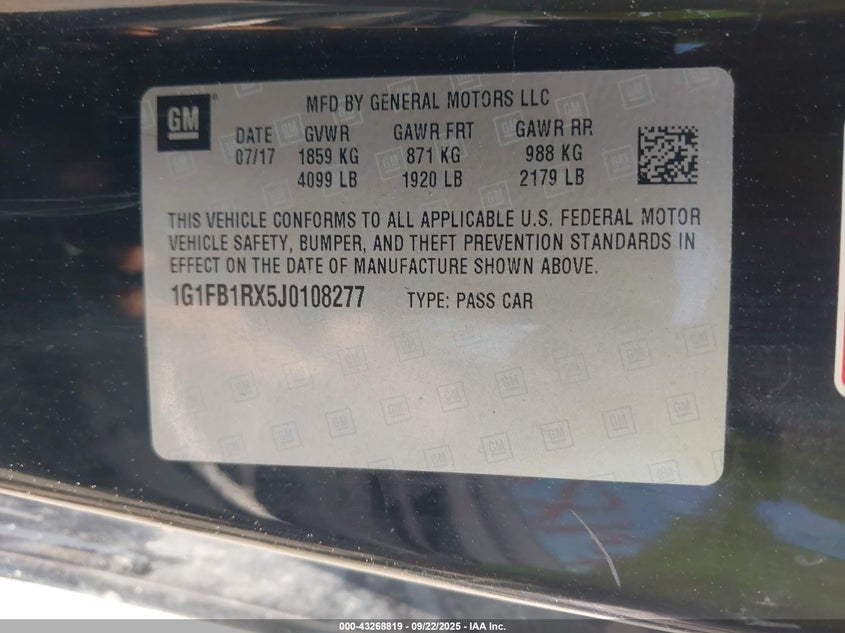 GM
MFD BY GENERAL MOTORS LLC
DATE GVWR GAWR FRT GAWR RR
07/17 1859 KG 871 KG 988 KG
4099 LB 1920 LB 2179 LB
THIS VEHICLE CONFORMS TO ALL APPLICABLE U.S. FEDERAL MOTOR
VEHICLE SAFETY, BUMPER, AND THEFT PREVENTION STANDARDS IN
EFFECT ON THE DATE OF MANUFACTURE SHOWN ABOVE.
1G1FB1RX5J0108277 TYPE: PASS CAR
000-43268819 - 09/22/2025 - IAA Inc.